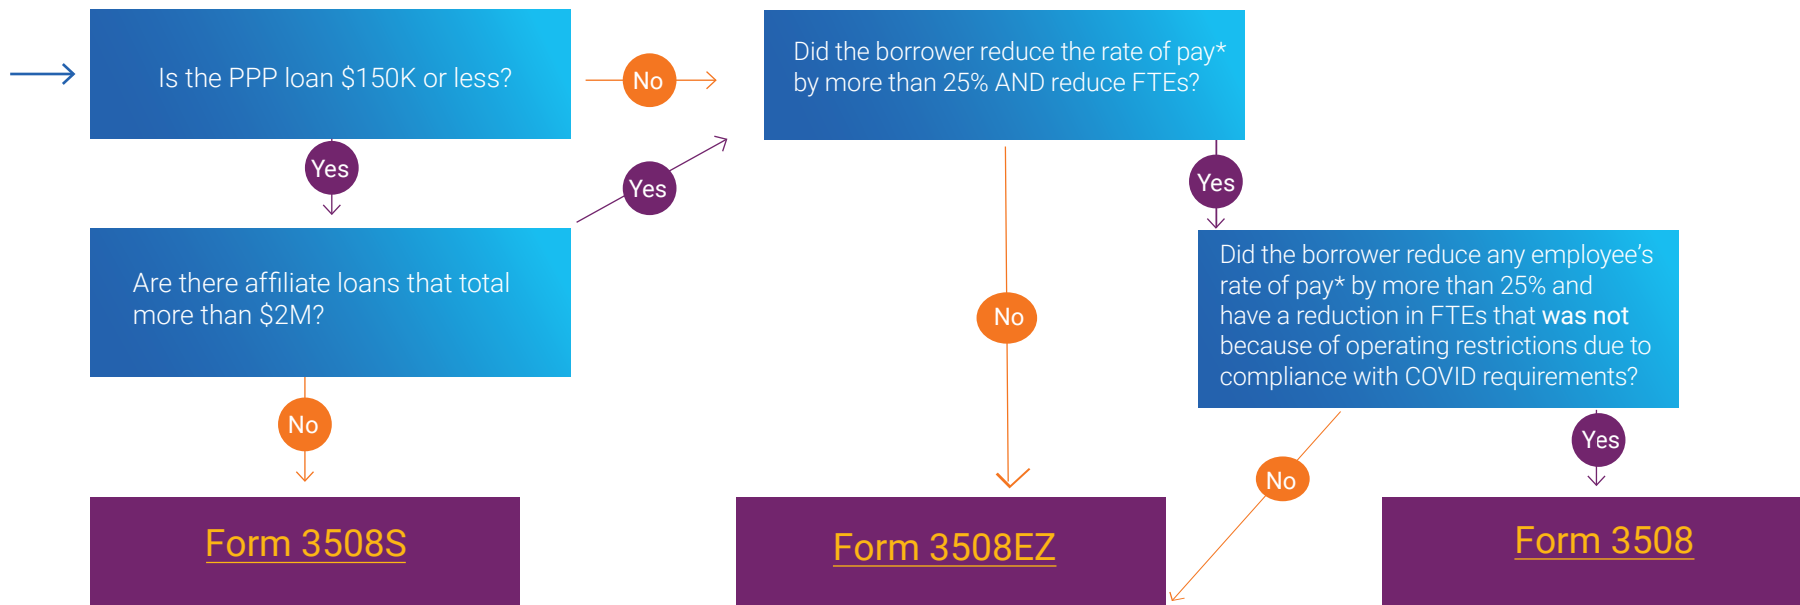 Is the PPP loan $150K or less?
No
Did the borrower reduce the rate of pay*
by more than 25% AND reduce FTEs?
Yes
Yes
Yes
Are there affiliate loans that total
more than $2M?
Did the borrower reduce any employee’s
rate of pay* by more than 25% and
have a reduction in FTEs that was not
because of operating restrictions due to
compliance with COVID requirements?
No
No
No
Yes
Form 3508S
Form 3508EZ
Form 3508